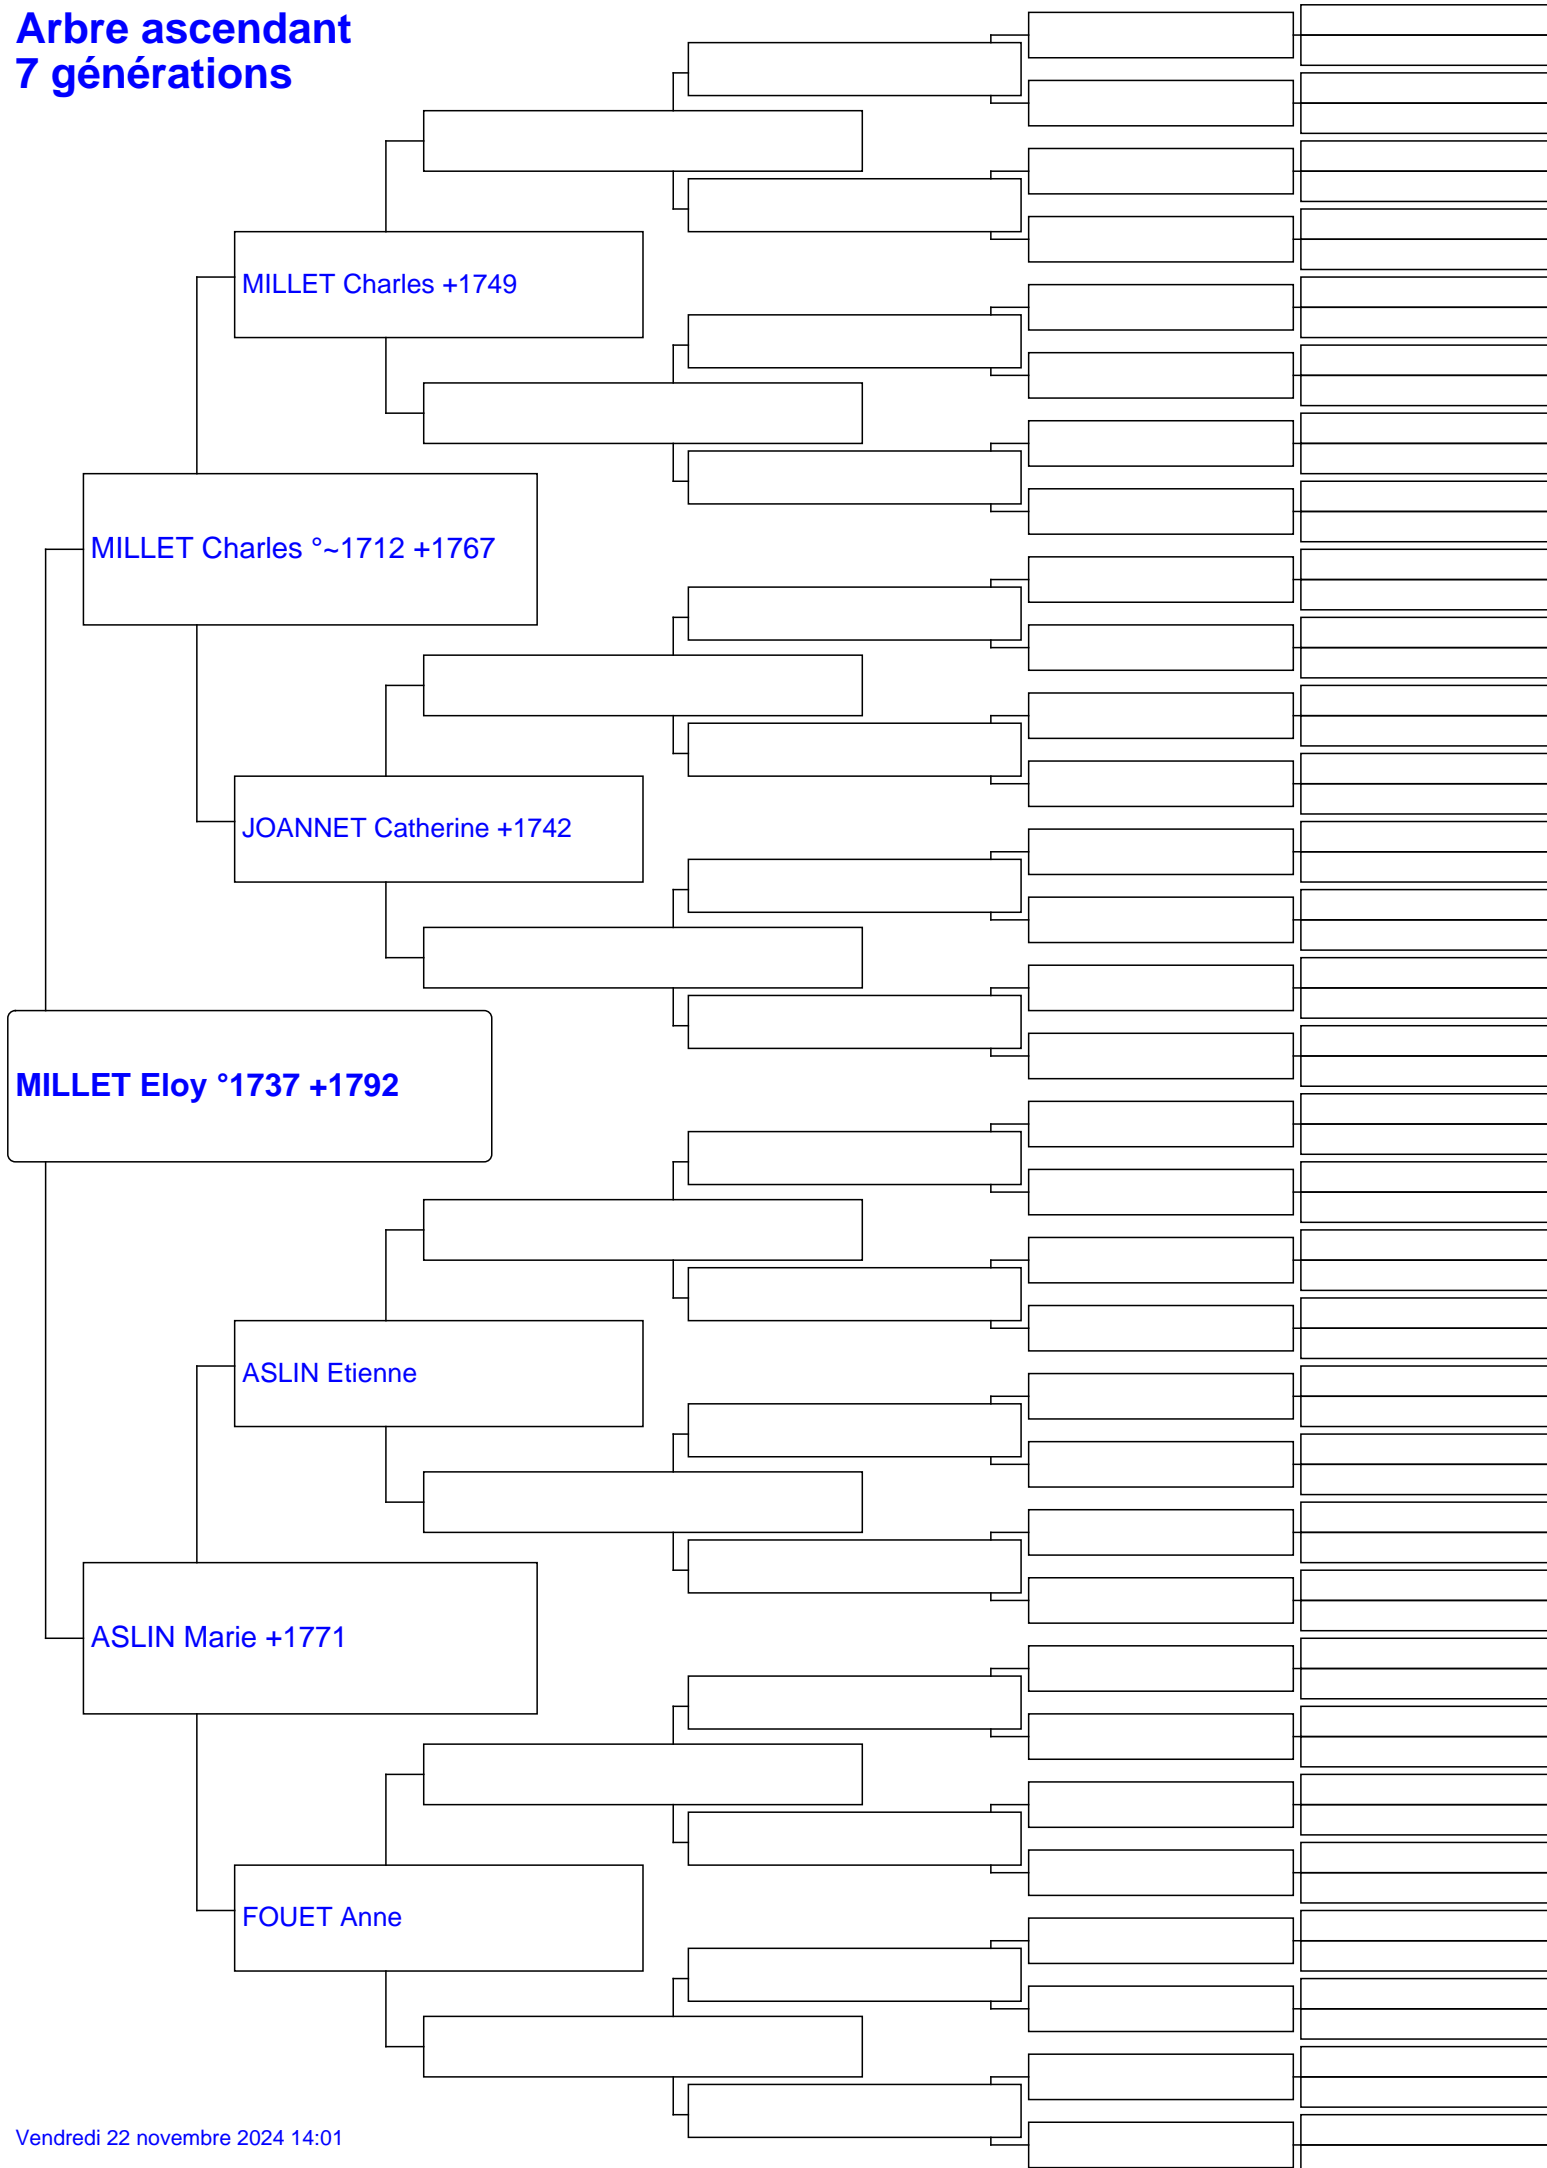 Arbre ascendant
7 générations
MILLET Charles +1749
MILLET Charles °~1712 +1767
JOANNET Catherine +1742
MILLET Eloy °1737 +1792
ASLIN Etienne
ASLIN Marie +1771
FOUET Anne
Vendredi 22 novembre 2024 14:01